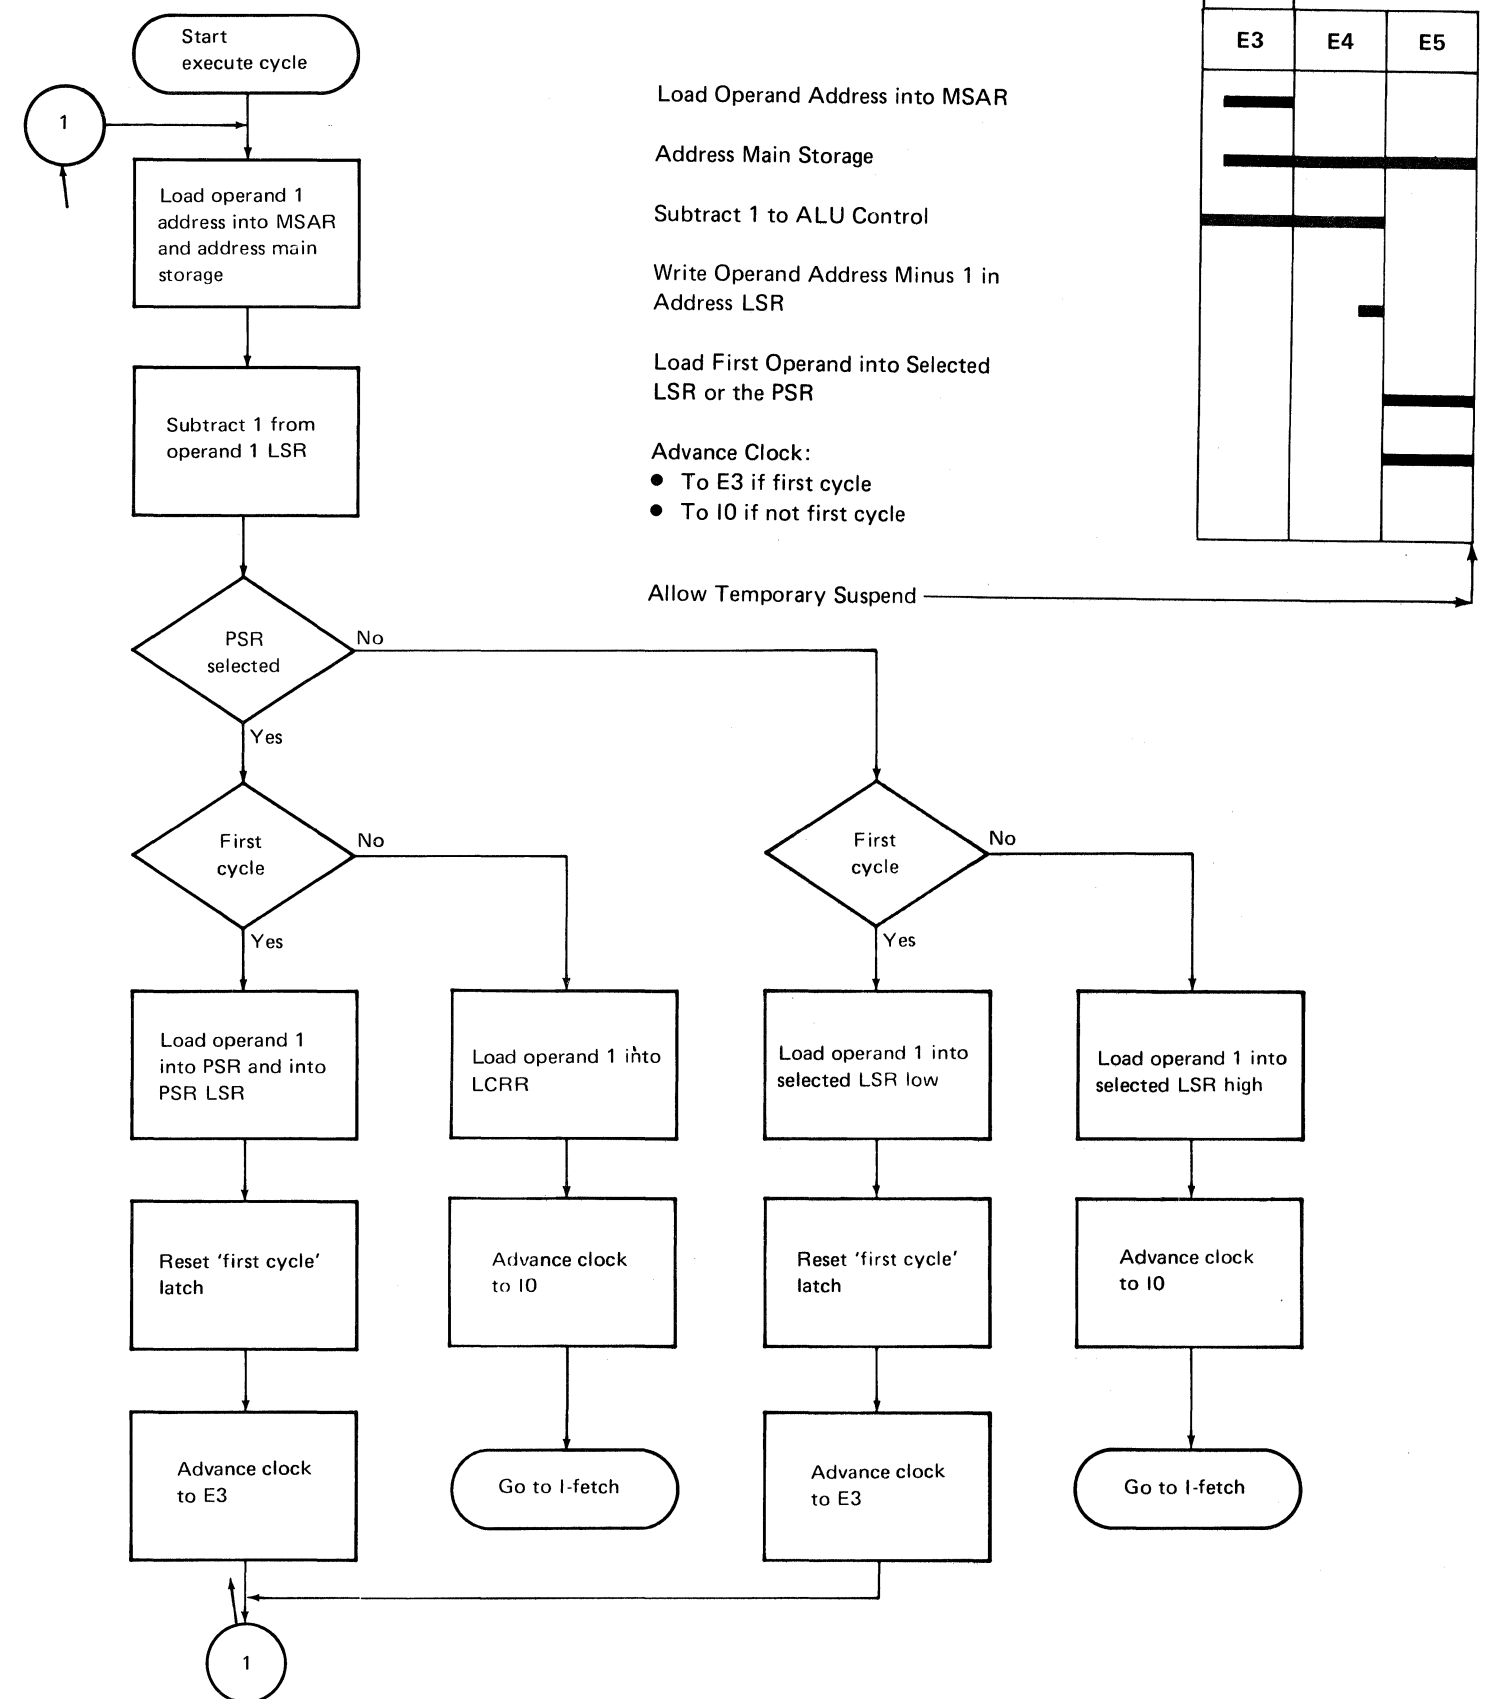 Start
execute cycle
1
Load operand 1
address into MSAR
and address main
storage
Subtract 1 from
operand 1 LSR
PSR
selected
No
Yes
First
cycle
No
Yes
First
cycle
No
Yes
Load operand 1
into PSR and into
PSR LSR
Load operand 1 into
LCRR
Load operand 1 into
selected LSR low
Load operand 1 into
selected LSR high
Reset 'first cycle'
latch
Advance clock
to I0
Reset 'first cycle'
latch
Advance clock
to I0
Advance clock
to E3
Go to I-fetch
Advance clock
to E3
Go to I-fetch
1
E3 E4 E5
Load Operand Address into MSAR
Address Main Storage
Subtract 1 to ALU Control
Write Operand Address Minus 1 in
Address LSR
Load First Operand into Selected
LSR or the PSR
Advance Clock:
● To E3 if first cycle
● To I0 if not first cycle
Allow Temporary Suspend